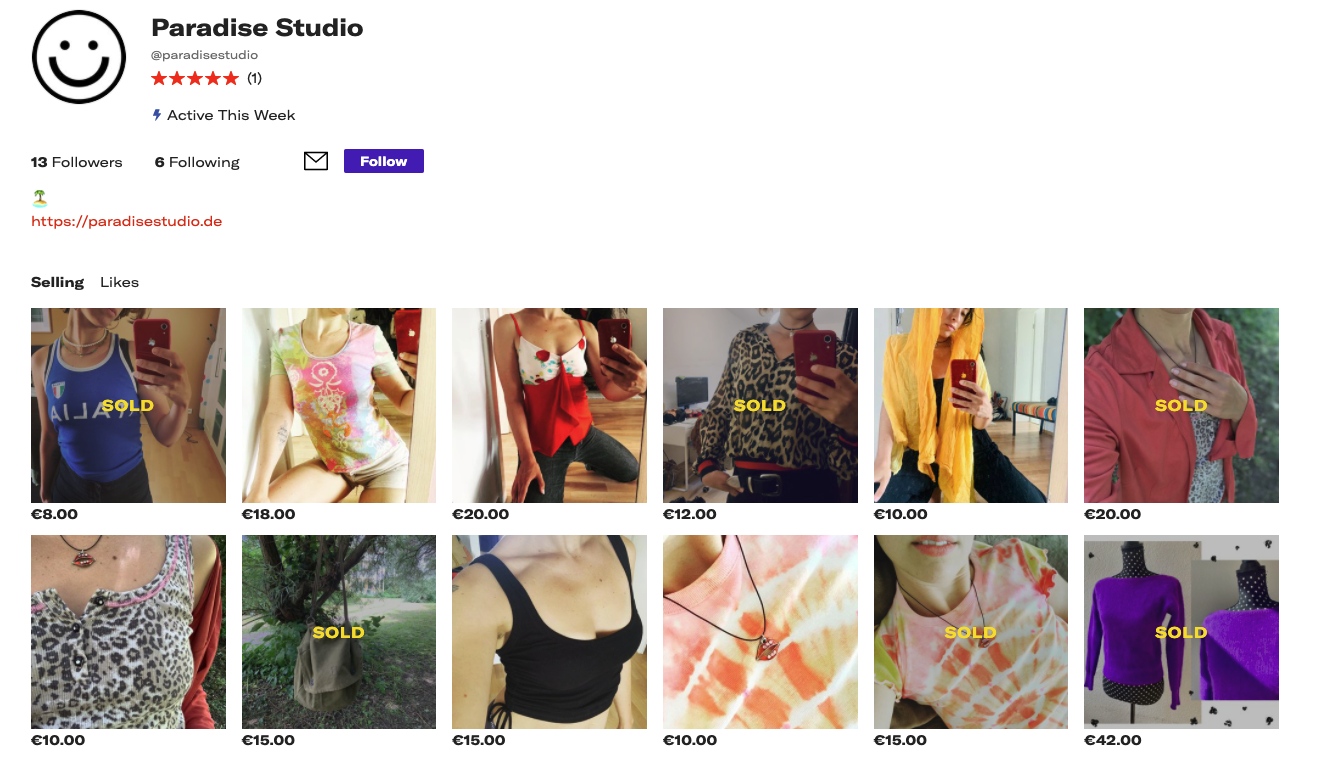 Paradise Studio
@paradisestudio
(1)
Active This Week
13 Followers 6 Following Follow
https://paradisestudio.de
Selling Likes
ITALIA
SOLD SOLD SOLD
€8.00 €18.00 €20.00 €12.00 €10.00 €20.00
SOLD SOLD SOLD
€10.00 €15.00 €15.00 €10.00 €15.00 €42.00